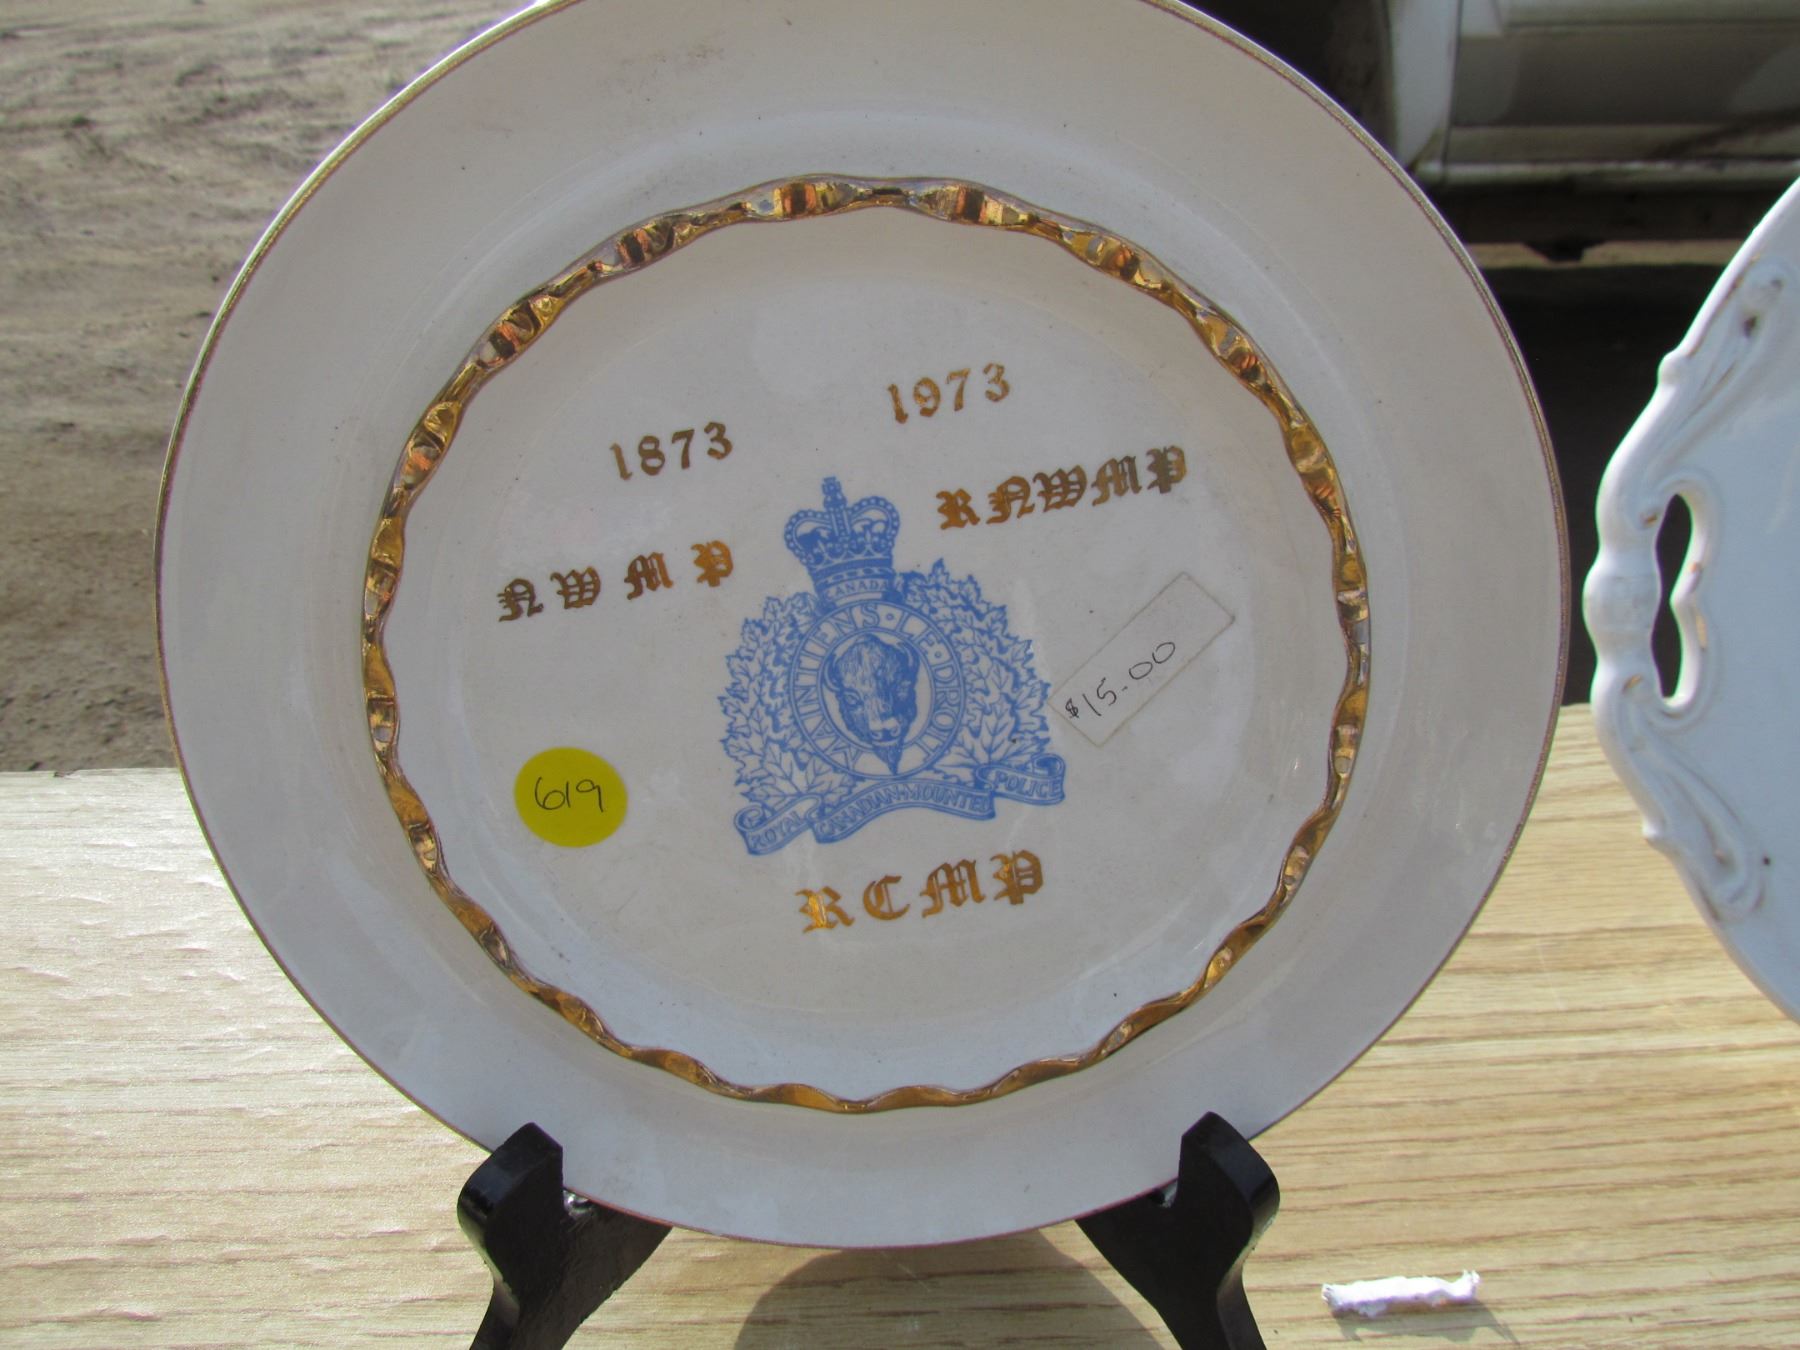 1873 1973
NWMP RNWMP
CANADA
MAINTIENS LE DROIT
ROYAL CANADIAN MOUNTED POLICE
RCMP
$15.00
619